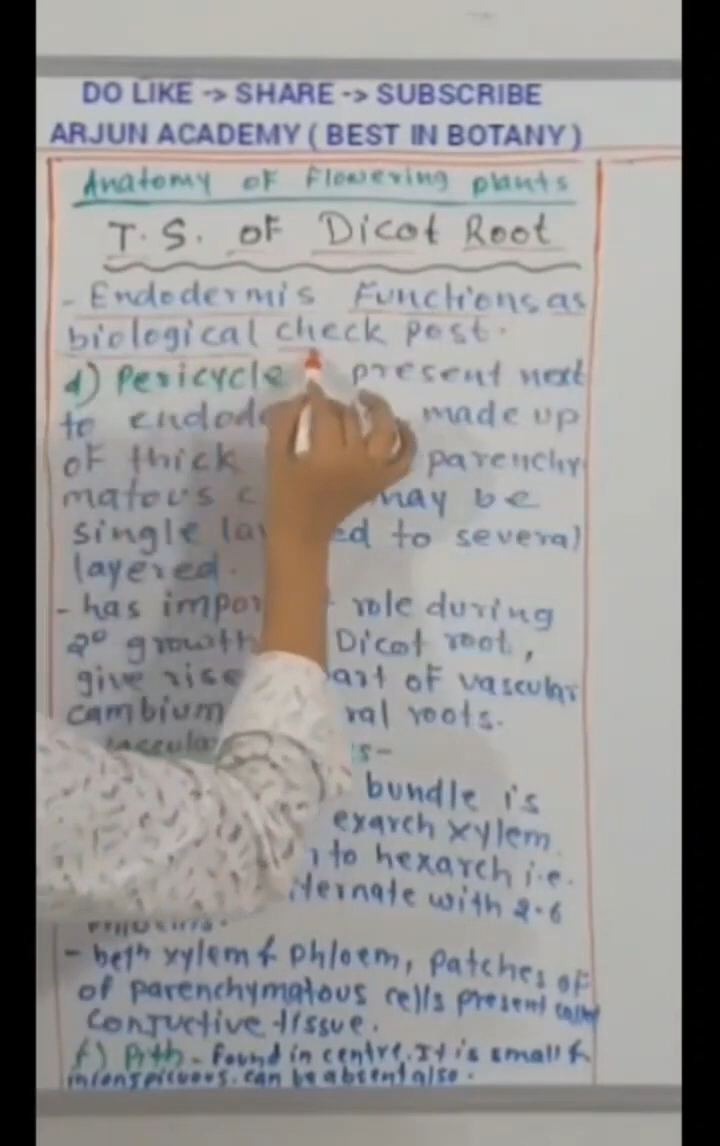 DO LIKE -> SHARE -> SUBSCRIBE
ARJUN ACADEMY ( BEST IN BOTANY )
Anatomy of Flowering plants
T.S. of Dicot Root
- Endodermis Functions as
biological check post.
d) Pericycle present next
to made up
of thick parenchy
matous may be
single to several
layered.
- has role during
2° growth Dicot root,
give rise of vascular
cambium roots.
bundle is
exarch xylem
to hexarch i.e.
with 2-6
- both xylem & phloem, patches of
of parenchymatous cells present called
Conjuctive tissue.
f) Pith - Found in centre. It is small &
inconspicuous. can be absent also.